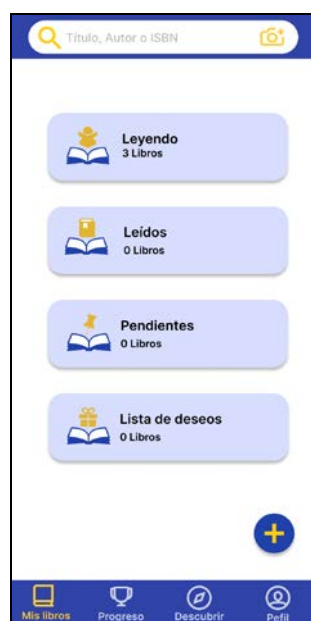 Título, Autor o ISBN
Leyendo
3 Libros
Leídos
0 Libros
Pendientes
0 Libros
Lista de deseos
0 Libros
Mis libros Progreso Descubrir Pefil